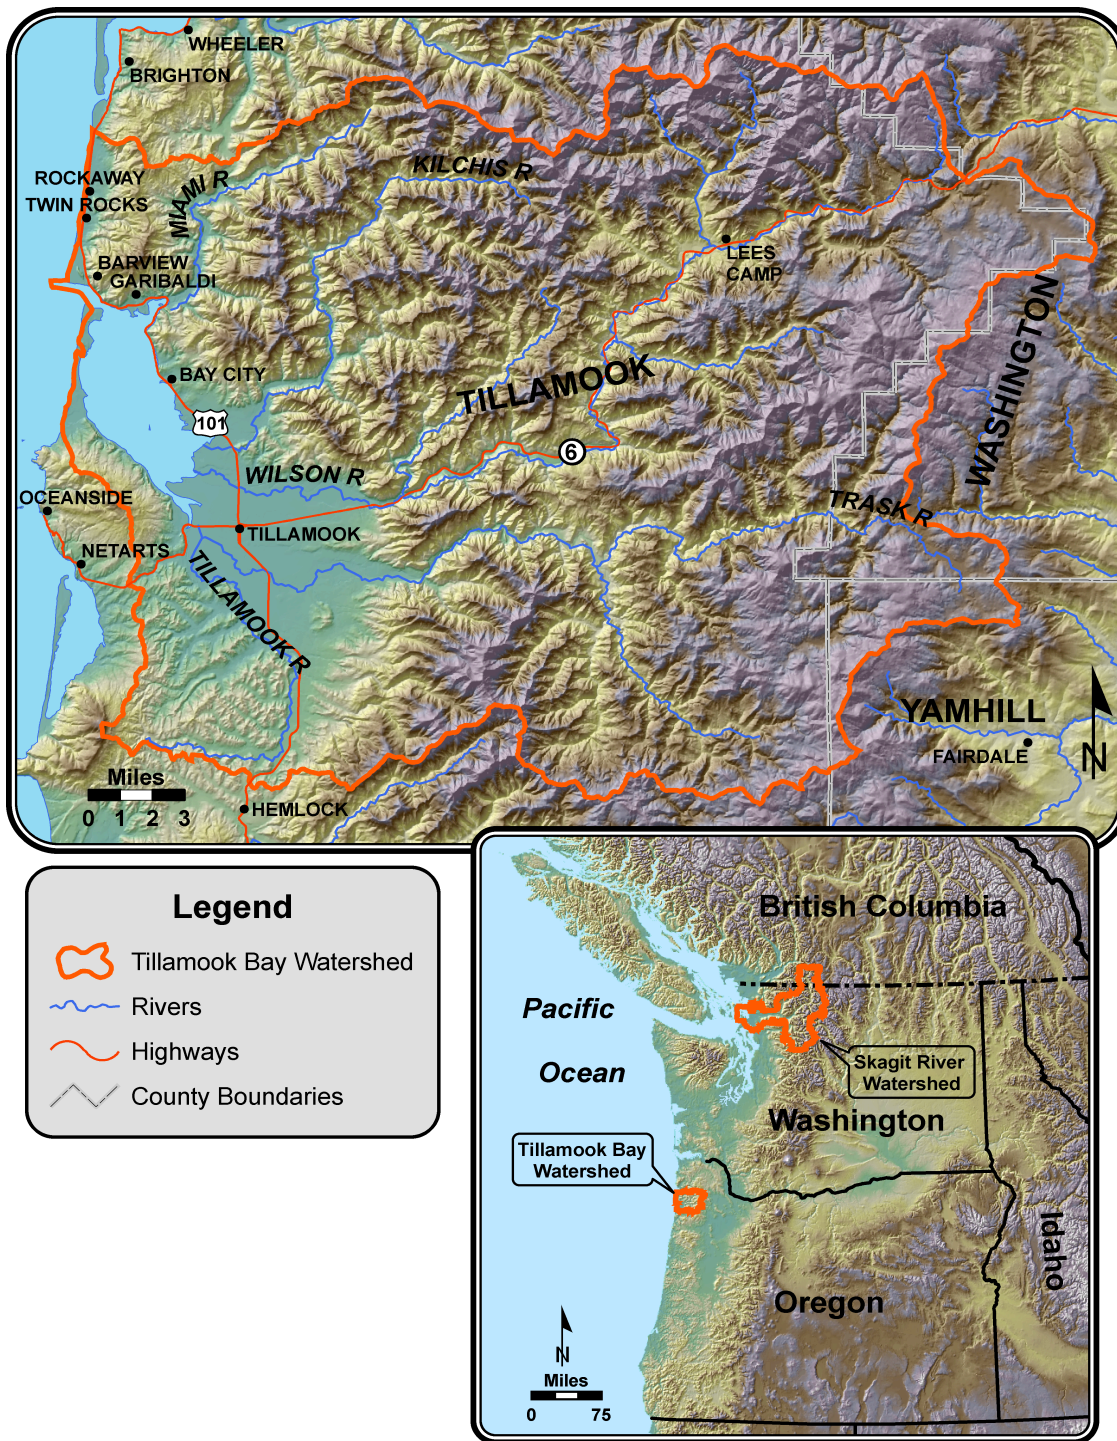 WHEELER
BRIGHTON
ROCKAWAY
TWIN ROCKS
MIAMI R
KILCHIS R
BARVIEW
GARIBALDI
LEES
CAMP
BAY CITY
101
TILLAMOOK
WASHINGTON
6
WILSON R
OCEANSIDE
TRASK R
NETARTS
TILLAMOOK
TILLAMOOK R
YAMHILL
FAIRDALE
N
Miles
0 1 2 3
HEMLOCK
Legend
Tillamook Bay Watershed
Rivers
Highways
County Boundaries
British Columbia
Pacific
Ocean
Skagit River
Watershed
Washington
Tillamook Bay
Watershed
Idaho
Oregon
N
Miles
0 75